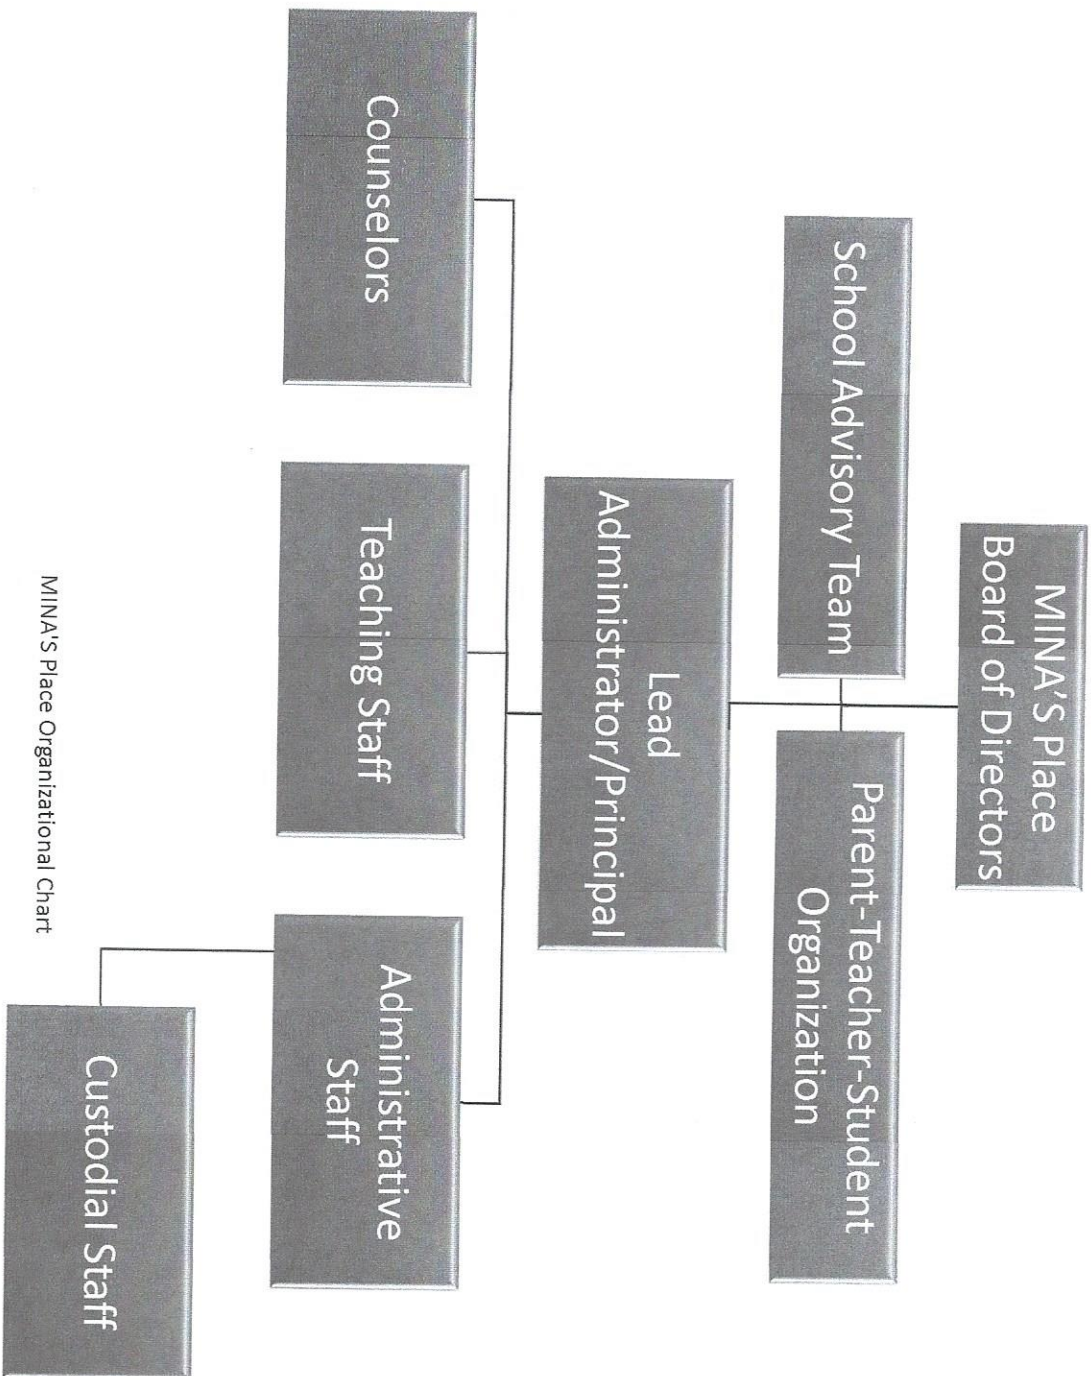 MINA'S Place
Board of Directors
School Advisory Team
Parent-Teacher-Student
Organization
Lead
Administrator/Principal
Counselors
Teaching Staff
Administrative
Staff
Custodial Staff
MINA'S Place Organizational Chart